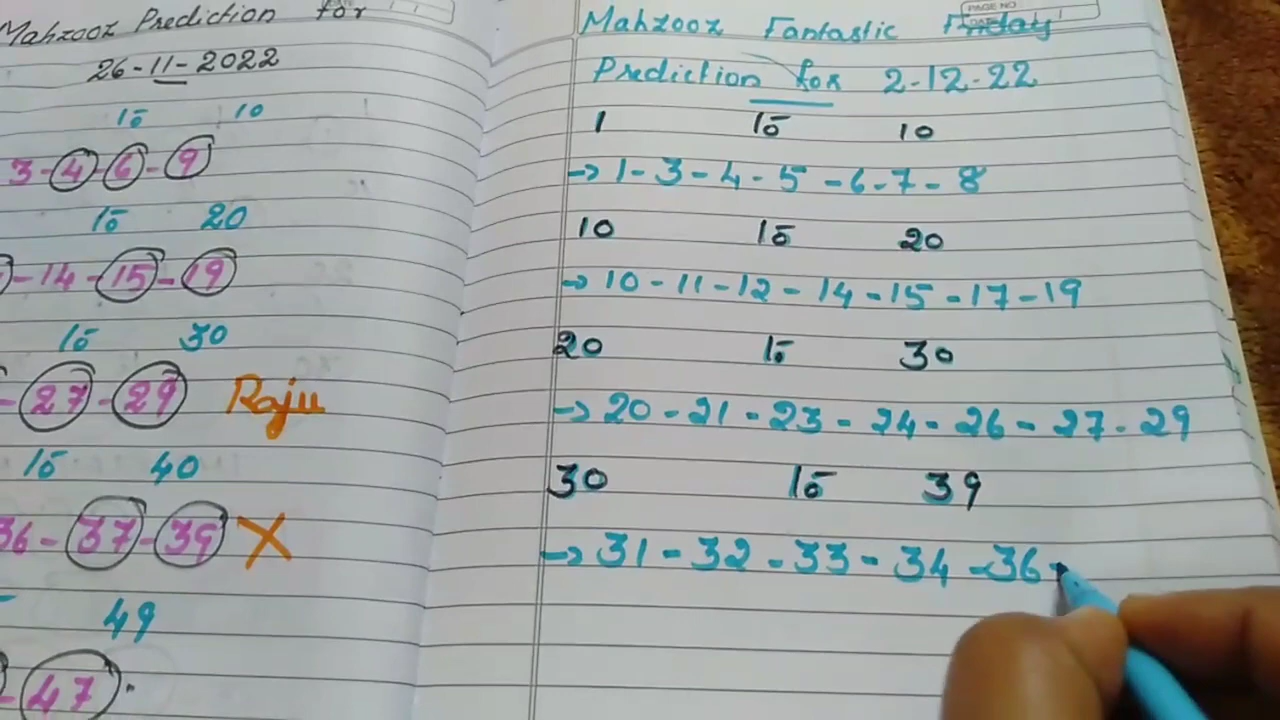 Mahzooz Prediction for
26-11-2022
15 10
3-4-6-9
15 20
-14-15-19
15 30
-27-29 Raju
15 40
36-37-39 X
49
-47.
PAGE NO
Mahzooz Fantastic Friday
Prediction for 2-12-22
1 15 10
→ 1-3-4-5-6-7-8
10 15 20
→ 10-11-12-14-15-17-19
20 15 30
→ 20-21-23-24-26-27-29
30 15 39
→ 31-32-33-34-36-